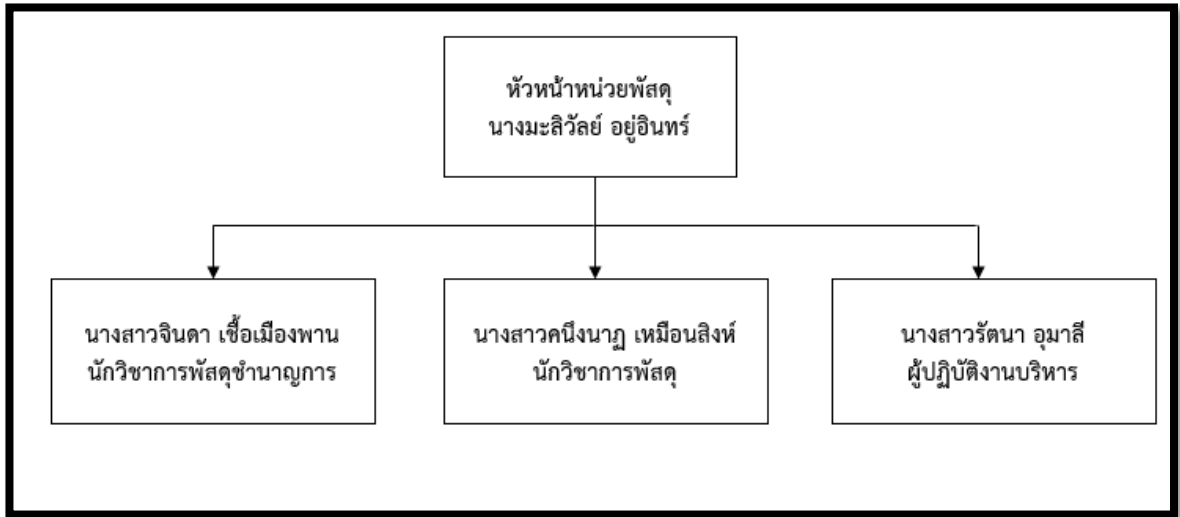 หัวหน้าหน่วยพัสดุ
นางมะลิวัลย์ อยู่อินทร์
นางสาวจินดา เชื้อเมืองพาน
นักวิชาการพัสดุชำนาญการ
นางสาวคนึงนาฏ เหมือนสิงห์
นักวิชาการพัสดุ
นางสาวรัตนา อุมาลี
ผู้ปฏิบัติงานบริหาร